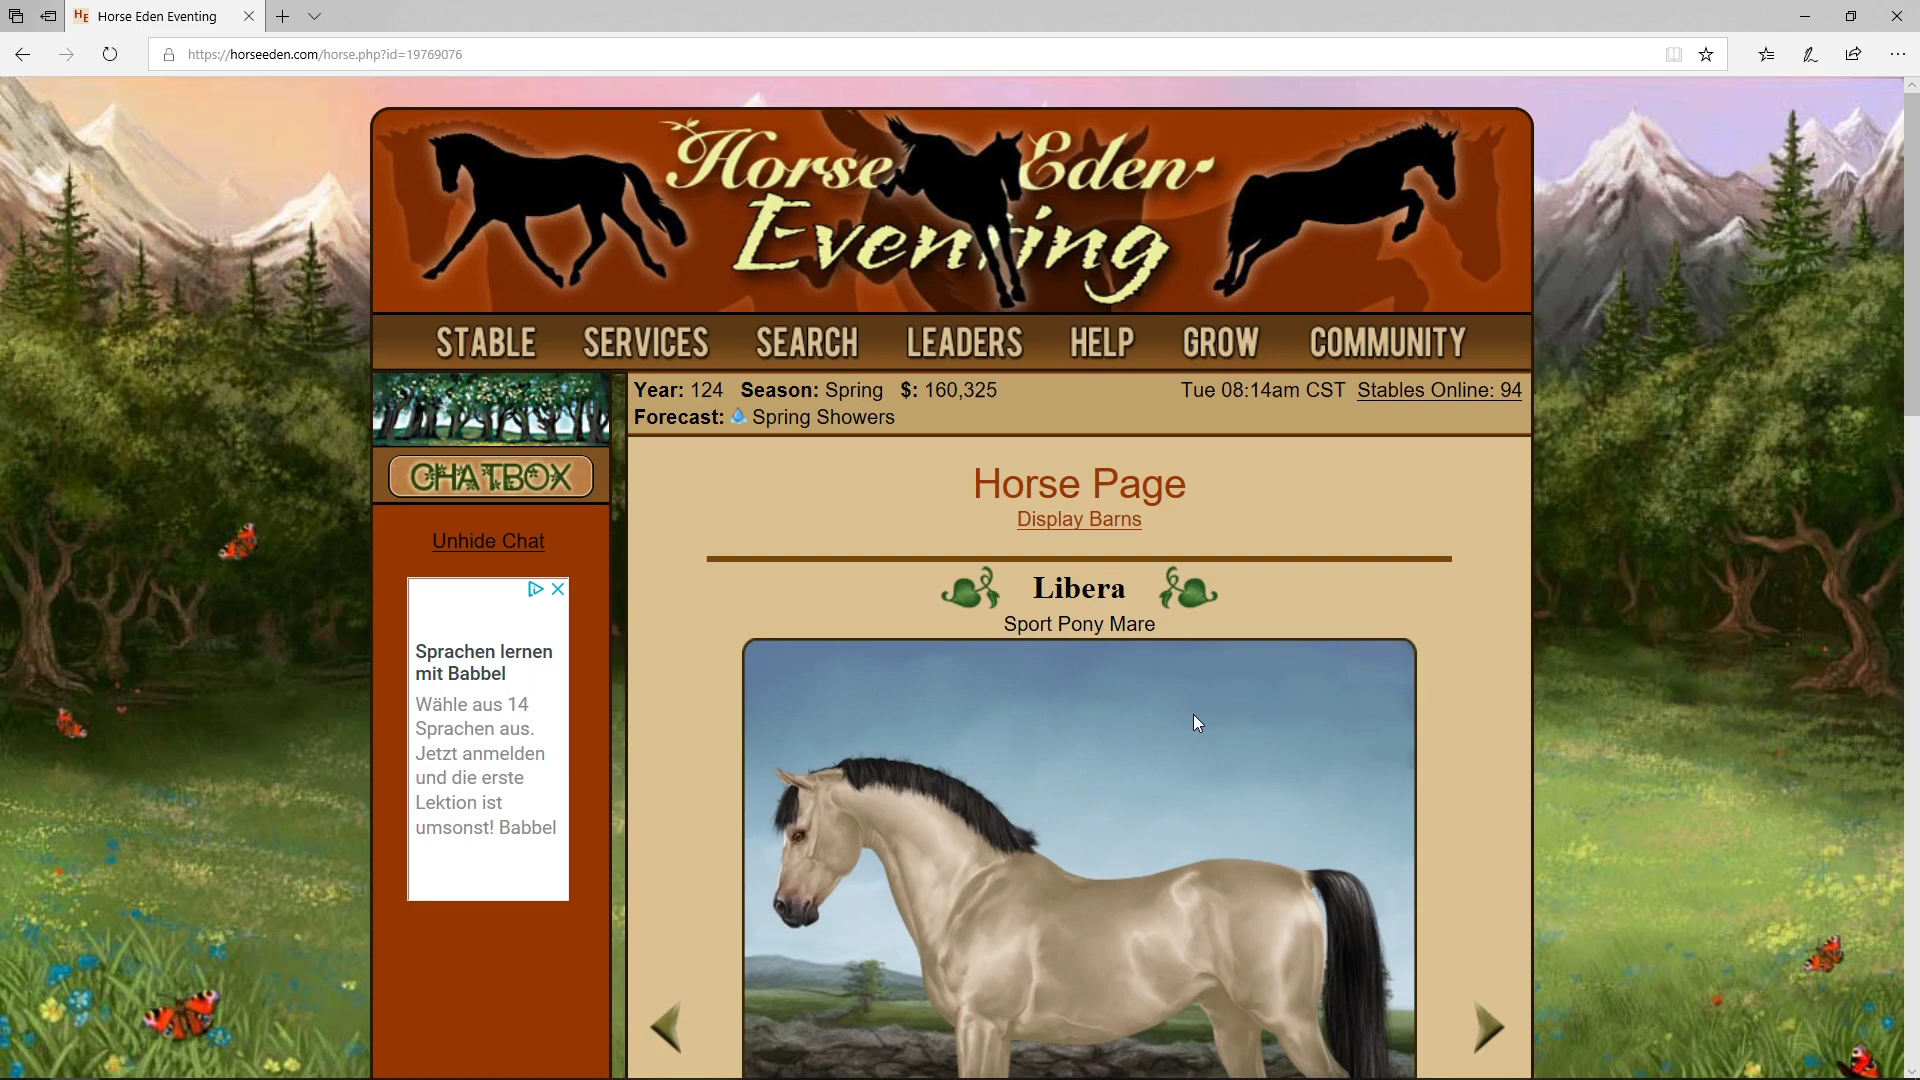 Horse Eden Eventing
https://horseeden.com/horse.php?id=19769076
Horse Eden
Eventing
STABLE SERVICES SEARCH LEADERS HELP GROW COMMUNITY
Year: 124 Season: Spring $: 160,325 Tue 08:14am CST Stables Online: 94
Forecast: Spring Showers
CHATBOX
Unhide Chat
Sprachen lernen
mit Babbel
Wähle aus 14
Sprachen aus.
Jetzt anmelden
und die erste
Lektion ist
umsonst! Babbel
Horse Page
Display Barns
Libera
Sport Pony Mare